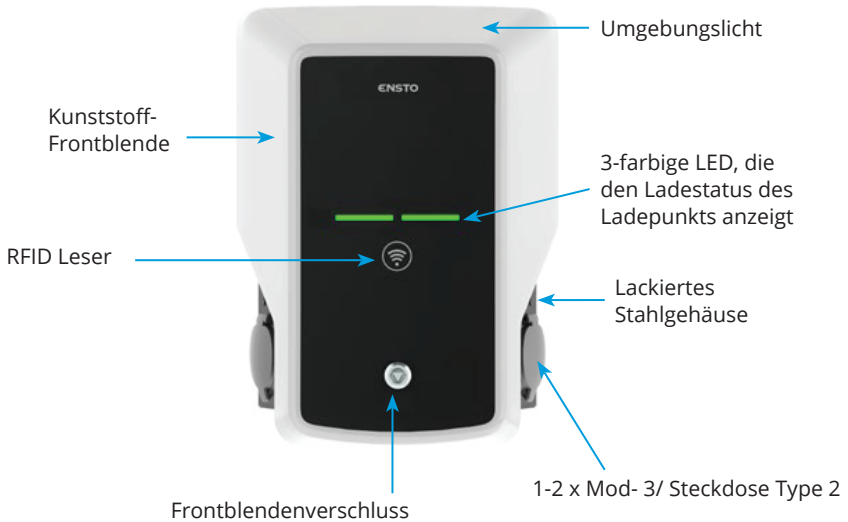 Umgebungslicht
ENSTO
Kunststoff-
Frontblende
3-farbige LED, die
den Ladestatus des
Ladepunkts anzeigt
RFID Leser
Lackiertes
Stahlgehäuse
1-2 x Mod- 3/ Steckdose Type 2
Frontblendenverschluss